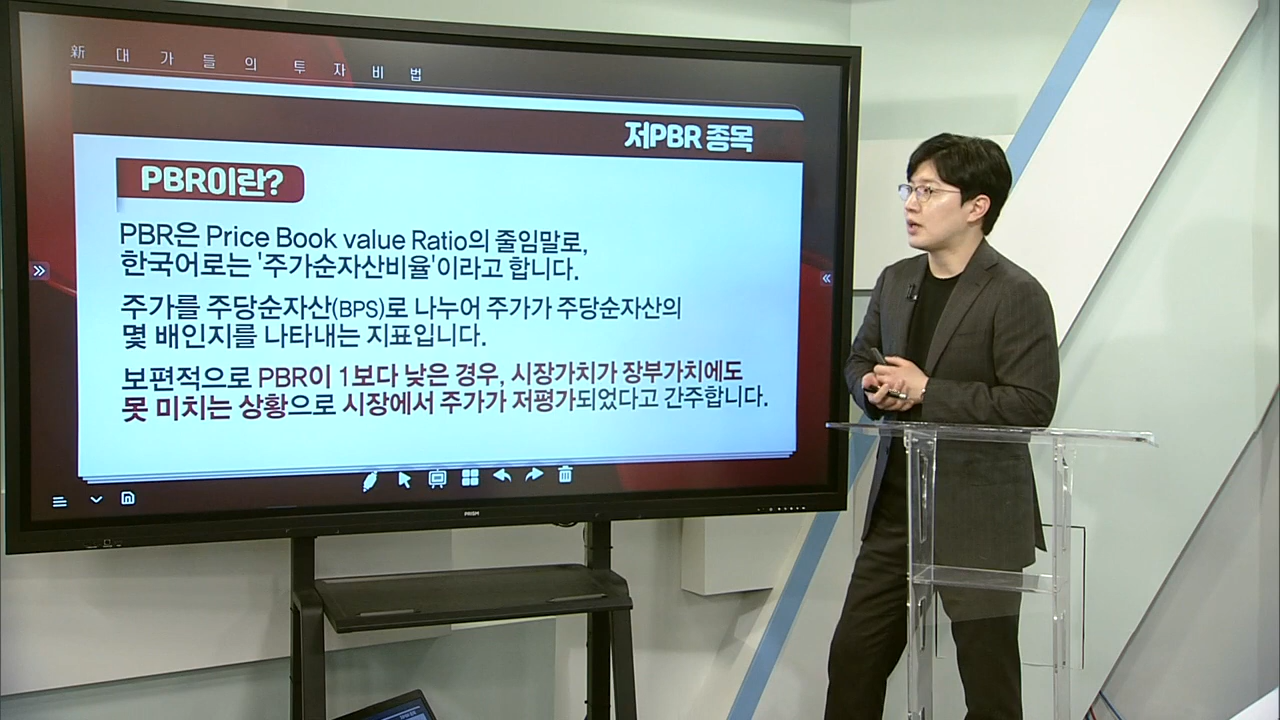 新 대 가 들 의 투 자 비 법
저PBR 종목
PBR이란?
PBR은 Price Book value Ratio의 줄임말로,
한국어로는 '주가순자산비율'이라고 합니다.
주가를 주당순자산(BPS)로 나누어 주가가 주당순자산의
몇 배인지를 나타내는 지표입니다.
보편적으로 PBR이 1보다 낮은 경우, 시장가치가 장부가치에도
못 미치는 상황으로 시장에서 주가가 저평가되었다고 간주합니다.
PRISM